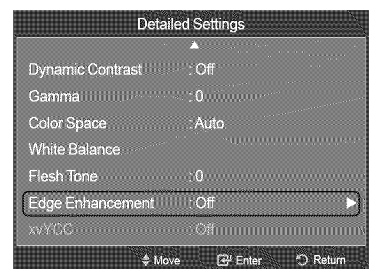 Detailed Settings
Dynamic Contrast : Off
Gamma : 0
Color Space : Auto
White Balance
Flesh Tone : 0
Edge Enhancement : Off
xvYCC : Off
Move Enter Return